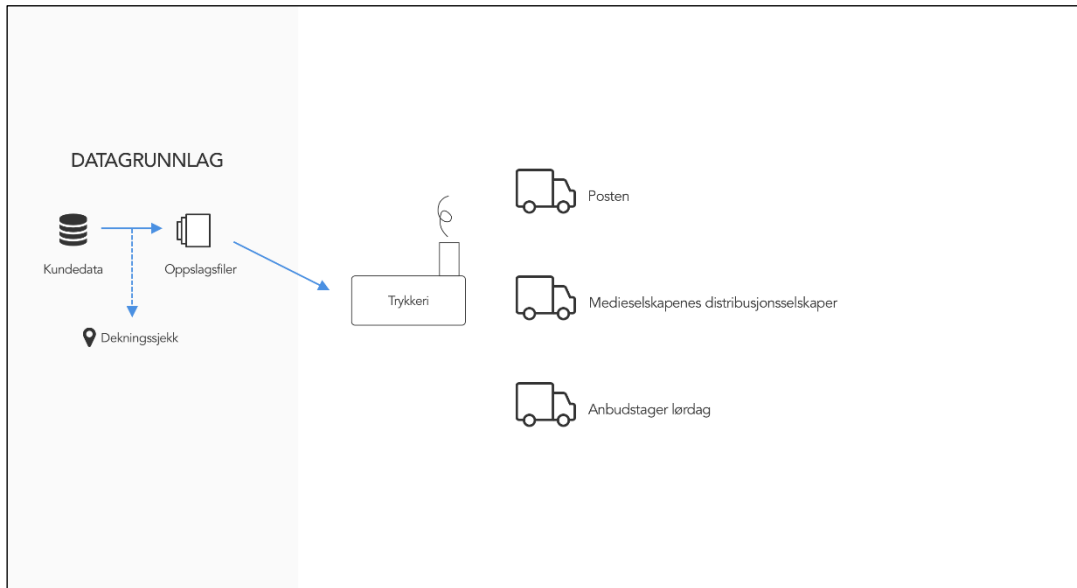 DATAGRUNNLAG
Kundedata
Oppslagsfiler
Dekningssjekk
Trykkeri
Posten
Medieselskapenes distribusjonsselskaper
Anbudstager lørdag